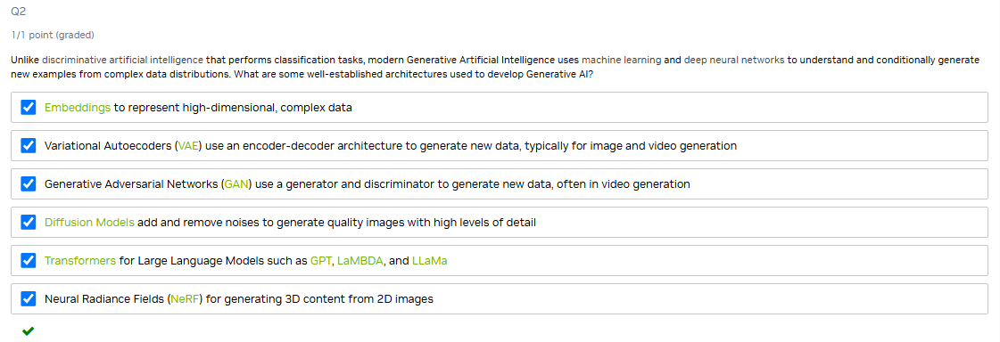 Q2
1/1 point (graded)
Unlike discriminative artificial intelligence that performs classification tasks, modern Generative Artificial Intelligence uses machine learning and deep neural networks to understand and conditionally generate
new examples from complex data distributions. What are some well-established architectures used to develop Generative AI?
Embeddings to represent high-dimensional, complex data
Variational Autoecoders (VAE) use an encoder-decoder architecture to generate new data, typically for image and video generation
Generative Adversarial Networks (GAN) use a generator and discriminator to generate new data, often in video generation
Diffusion Models add and remove noises to generate quality images with high levels of detail
Transformers for Large Language Models such as GPT, LaMBDA, and LLaMa
Neural Radiance Fields (NeRF) for generating 3D content from 2D images